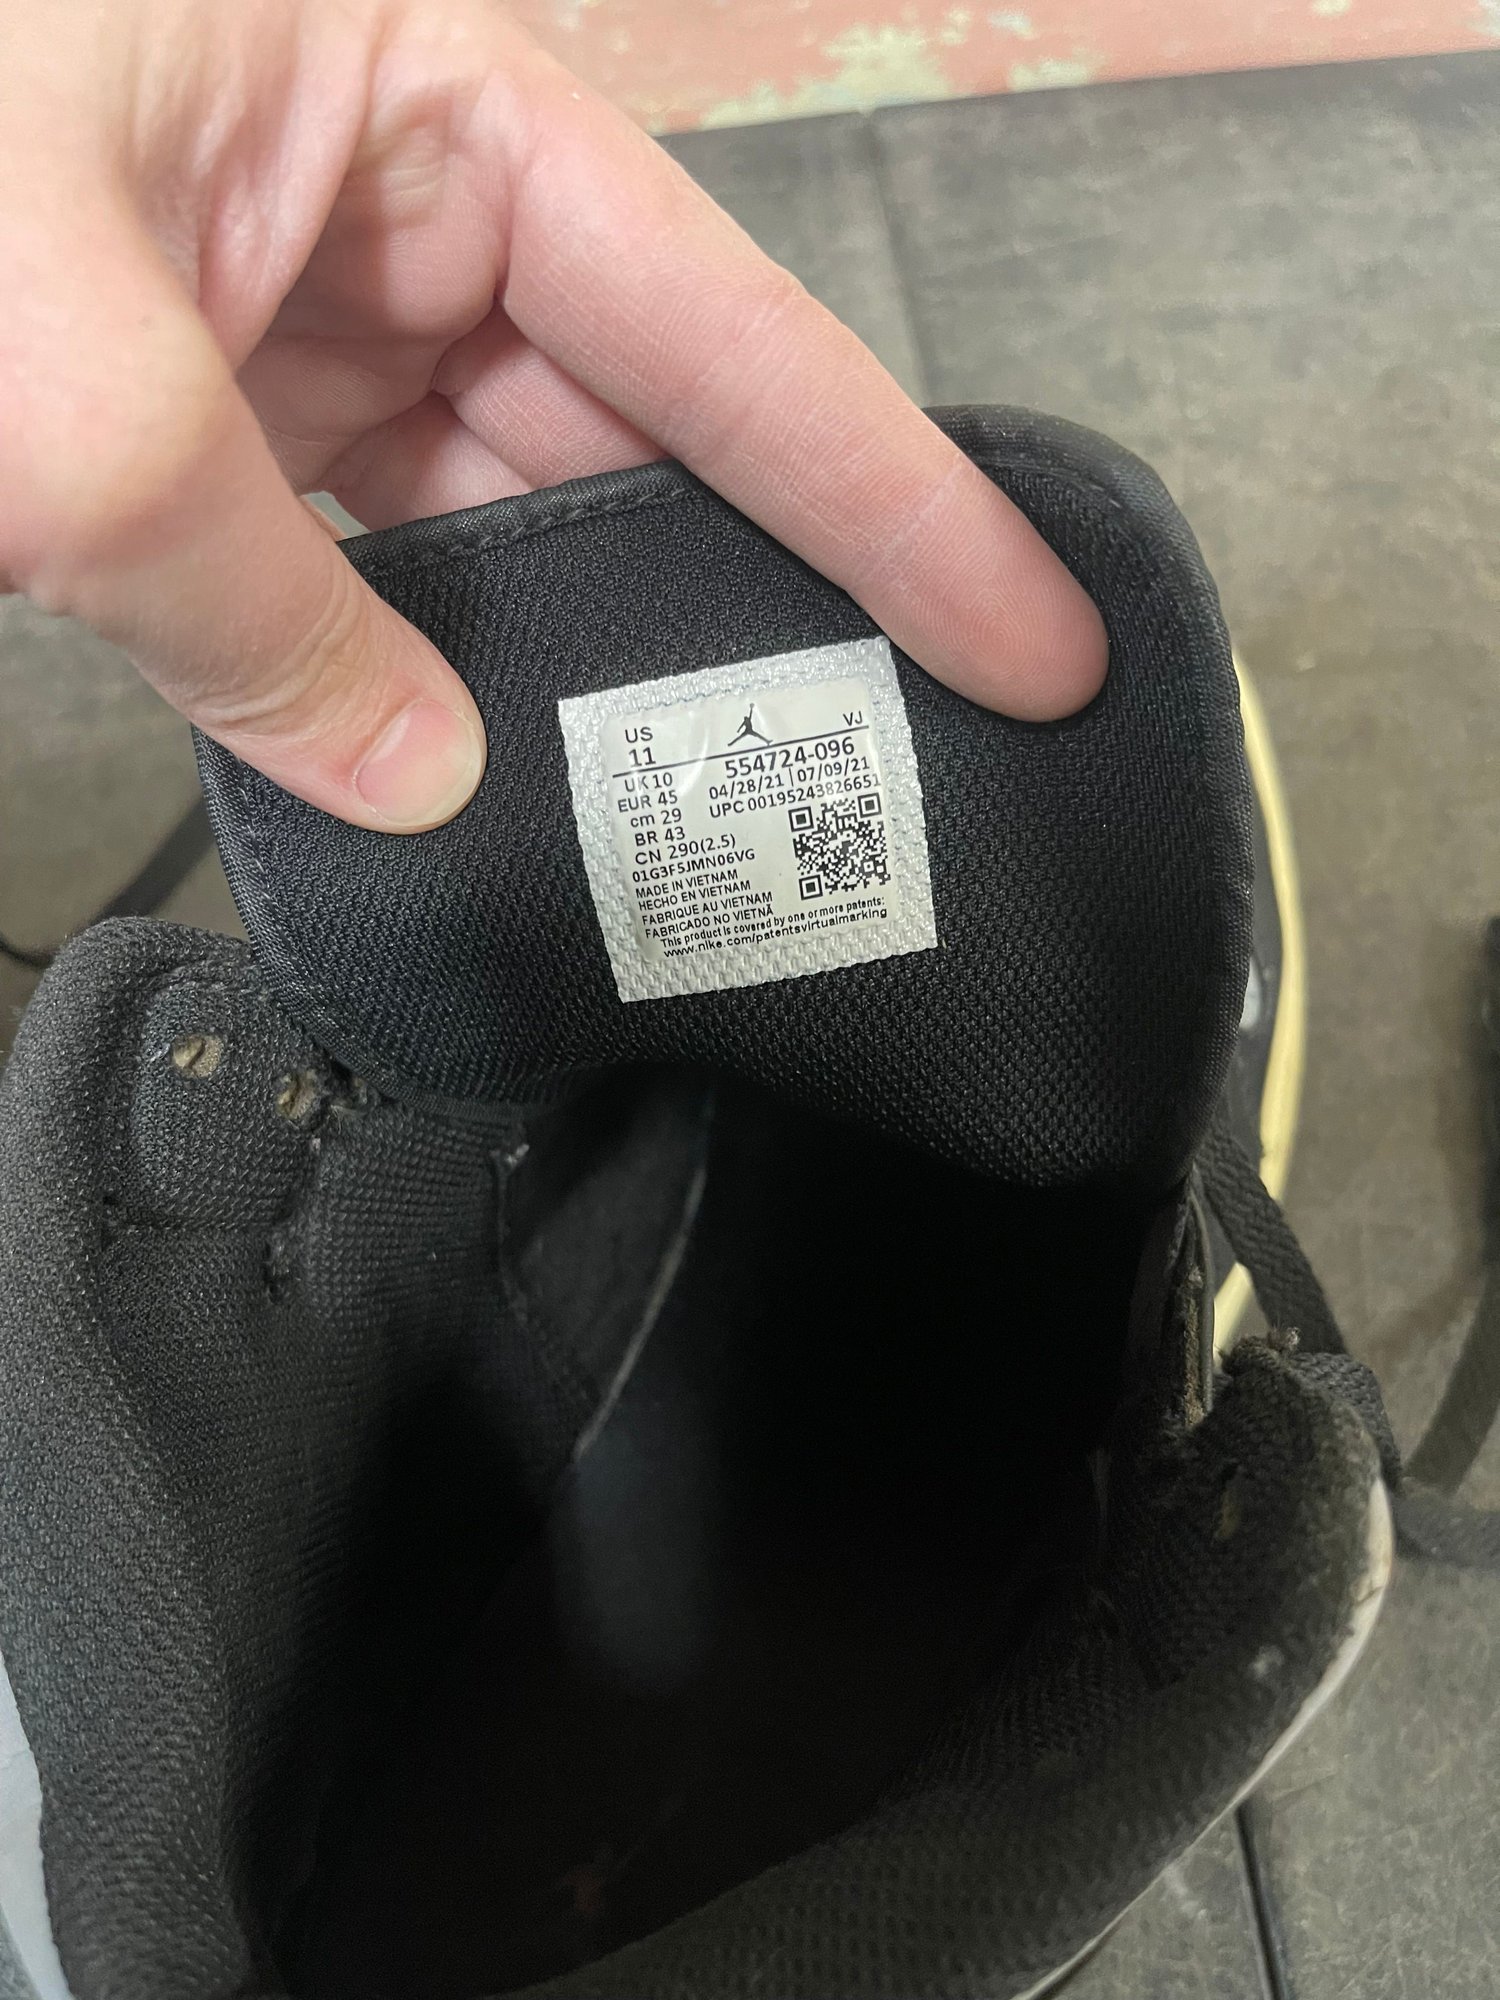 US
11
VJ
554724-096
UK 10
04/28/21 | 07/09/21
EUR 45
UPC 00195243826651
cm 29
BR 43
CN 290(2.5)
01G3F5JMN06VG
MADE IN VIETNAM
HECHO EN VIETNAM
FABRIQUE AU VIETNAM
FABRICADO NO VIETNÃ
This product is covered by one or more patents:
www.nike.com/patentsvirtualmarking